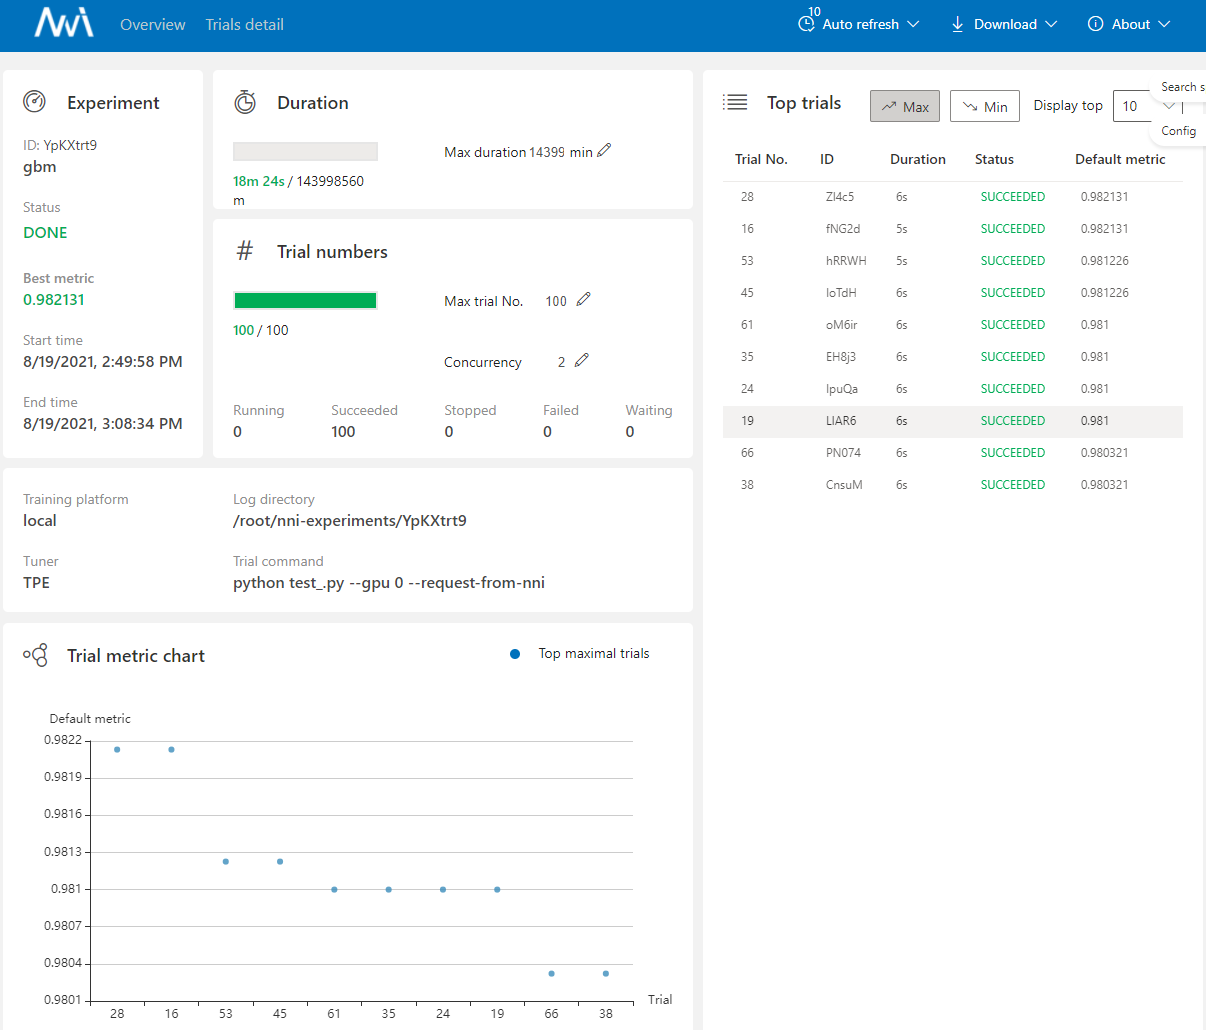 NNI Overview Trials detail 10 Auto refresh Download About
Experiment
ID: YpKXtrt9
gbm
Status
DONE
Best metric
0.982131
Start time
8/19/2021, 2:49:58 PM
End time
8/19/2021, 3:08:34 PM
Duration
Max duration 14399 min
18m 24s / 143998560
m
# Trial numbers
Max trial No. 100
100 / 100
Concurrency 2
Running Succeeded Stopped Failed Waiting
0 100 0 0 0
Training platform
local
Log directory
/root/nni-experiments/YpKXtrt9
Tuner
TPE
Trial command
python test_.py --gpu 0 --request-from-nni
Trial metric chart
Top maximal trials
Default metric
0.9822
0.9819
0.9816
0.9813
0.981
0.9807
0.9804
0.9801
28 16 53 45 61 35 24 19 66 38
Trial
Top trials Max Min Display top 10
Search s
Config
Trial No. ID Duration Status Default metric
28 ZI4c5 6s SUCCEEDED 0.982131
16 fNG2d 5s SUCCEEDED 0.982131
53 hRRWH 5s SUCCEEDED 0.981226
45 IoTdH 6s SUCCEEDED 0.981226
61 oM6ir 6s SUCCEEDED 0.981
35 EH8j3 6s SUCCEEDED 0.981
24 IpuQa 6s SUCCEEDED 0.981
19 LIAR6 6s SUCCEEDED 0.981
66 PN074 6s SUCCEEDED 0.980321
38 CnsuM 6s SUCCEEDED 0.980321